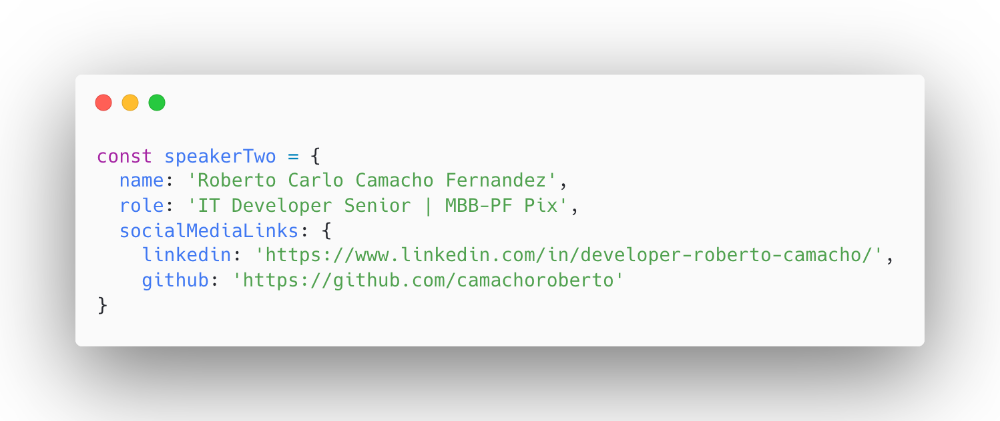 const speakerTwo = {
  name: 'Roberto Carlo Camacho Fernandez',
  role: 'IT Developer Senior | MBB-PF Pix',
  socialMediaLinks: {
    linkedin: 'https://www.linkedin.com/in/developer-roberto-camacho/',
    github: 'https://github.com/camachoroberto'
}